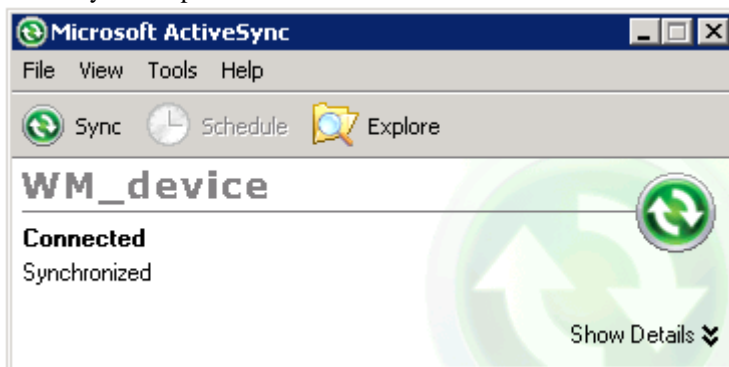 Microsoft ActiveSync
File View Tools Help
Sync Schedule Explore
WM_device
Connected
Synchronized
Show Details